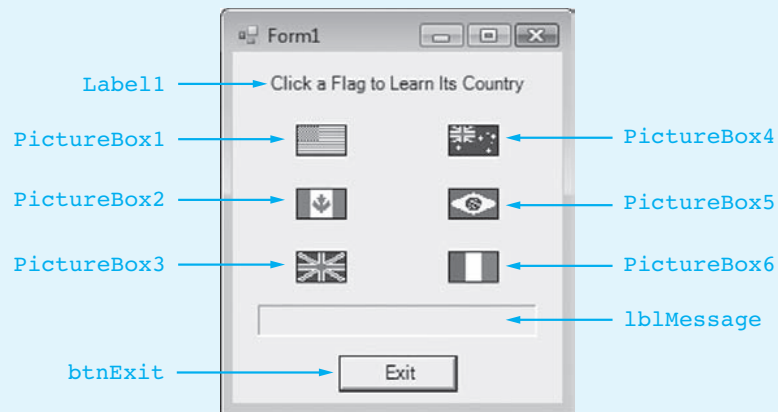 Form1
Label1
Click a Flag to Learn Its Country
PictureBox1
PictureBox4
PictureBox2
PictureBox5
PictureBox3
PictureBox6
lblMessage
btnExit
Exit